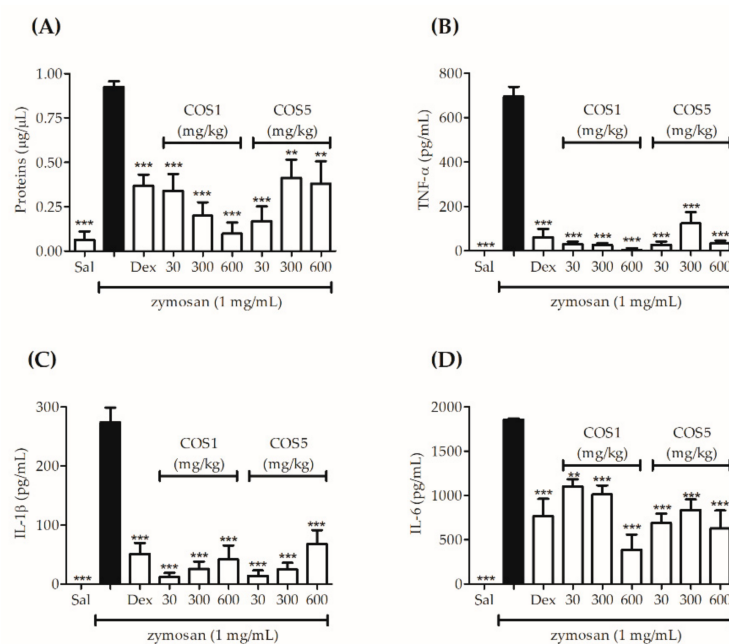 (A)
Proteins (μg/μL)
1.00
0.75
0.50
0.25
0.00
COS1
(mg/kg)
COS5
(mg/kg)
*** *** *** *** *** *** ** **
Sal Dex 30 300 600 30 300 600
zymosan (1 mg/mL)
(B)
TNF-α (pg/mL)
800
600
400
200
0
COS1
(mg/kg)
COS5
(mg/kg)
*** *** *** *** *** *** *** ***
Sal Dex 30 300 600 30 300 600
zymosan (1 mg/mL)
(C)
IL-1β (pg/mL)
300
200
100
0
COS1
(mg/kg)
COS5
(mg/kg)
*** *** *** *** *** *** *** ***
Sal Dex 30 300 600 30 300 600
zymosan (1 mg/mL)
(D)
IL-6 (pg/mL)
2000
1500
1000
500
0
COS1
(mg/kg)
COS5
(mg/kg)
*** *** ** *** *** *** *** ***
Sal Dex 30 300 600 30 300 600
zymosan (1 mg/mL)